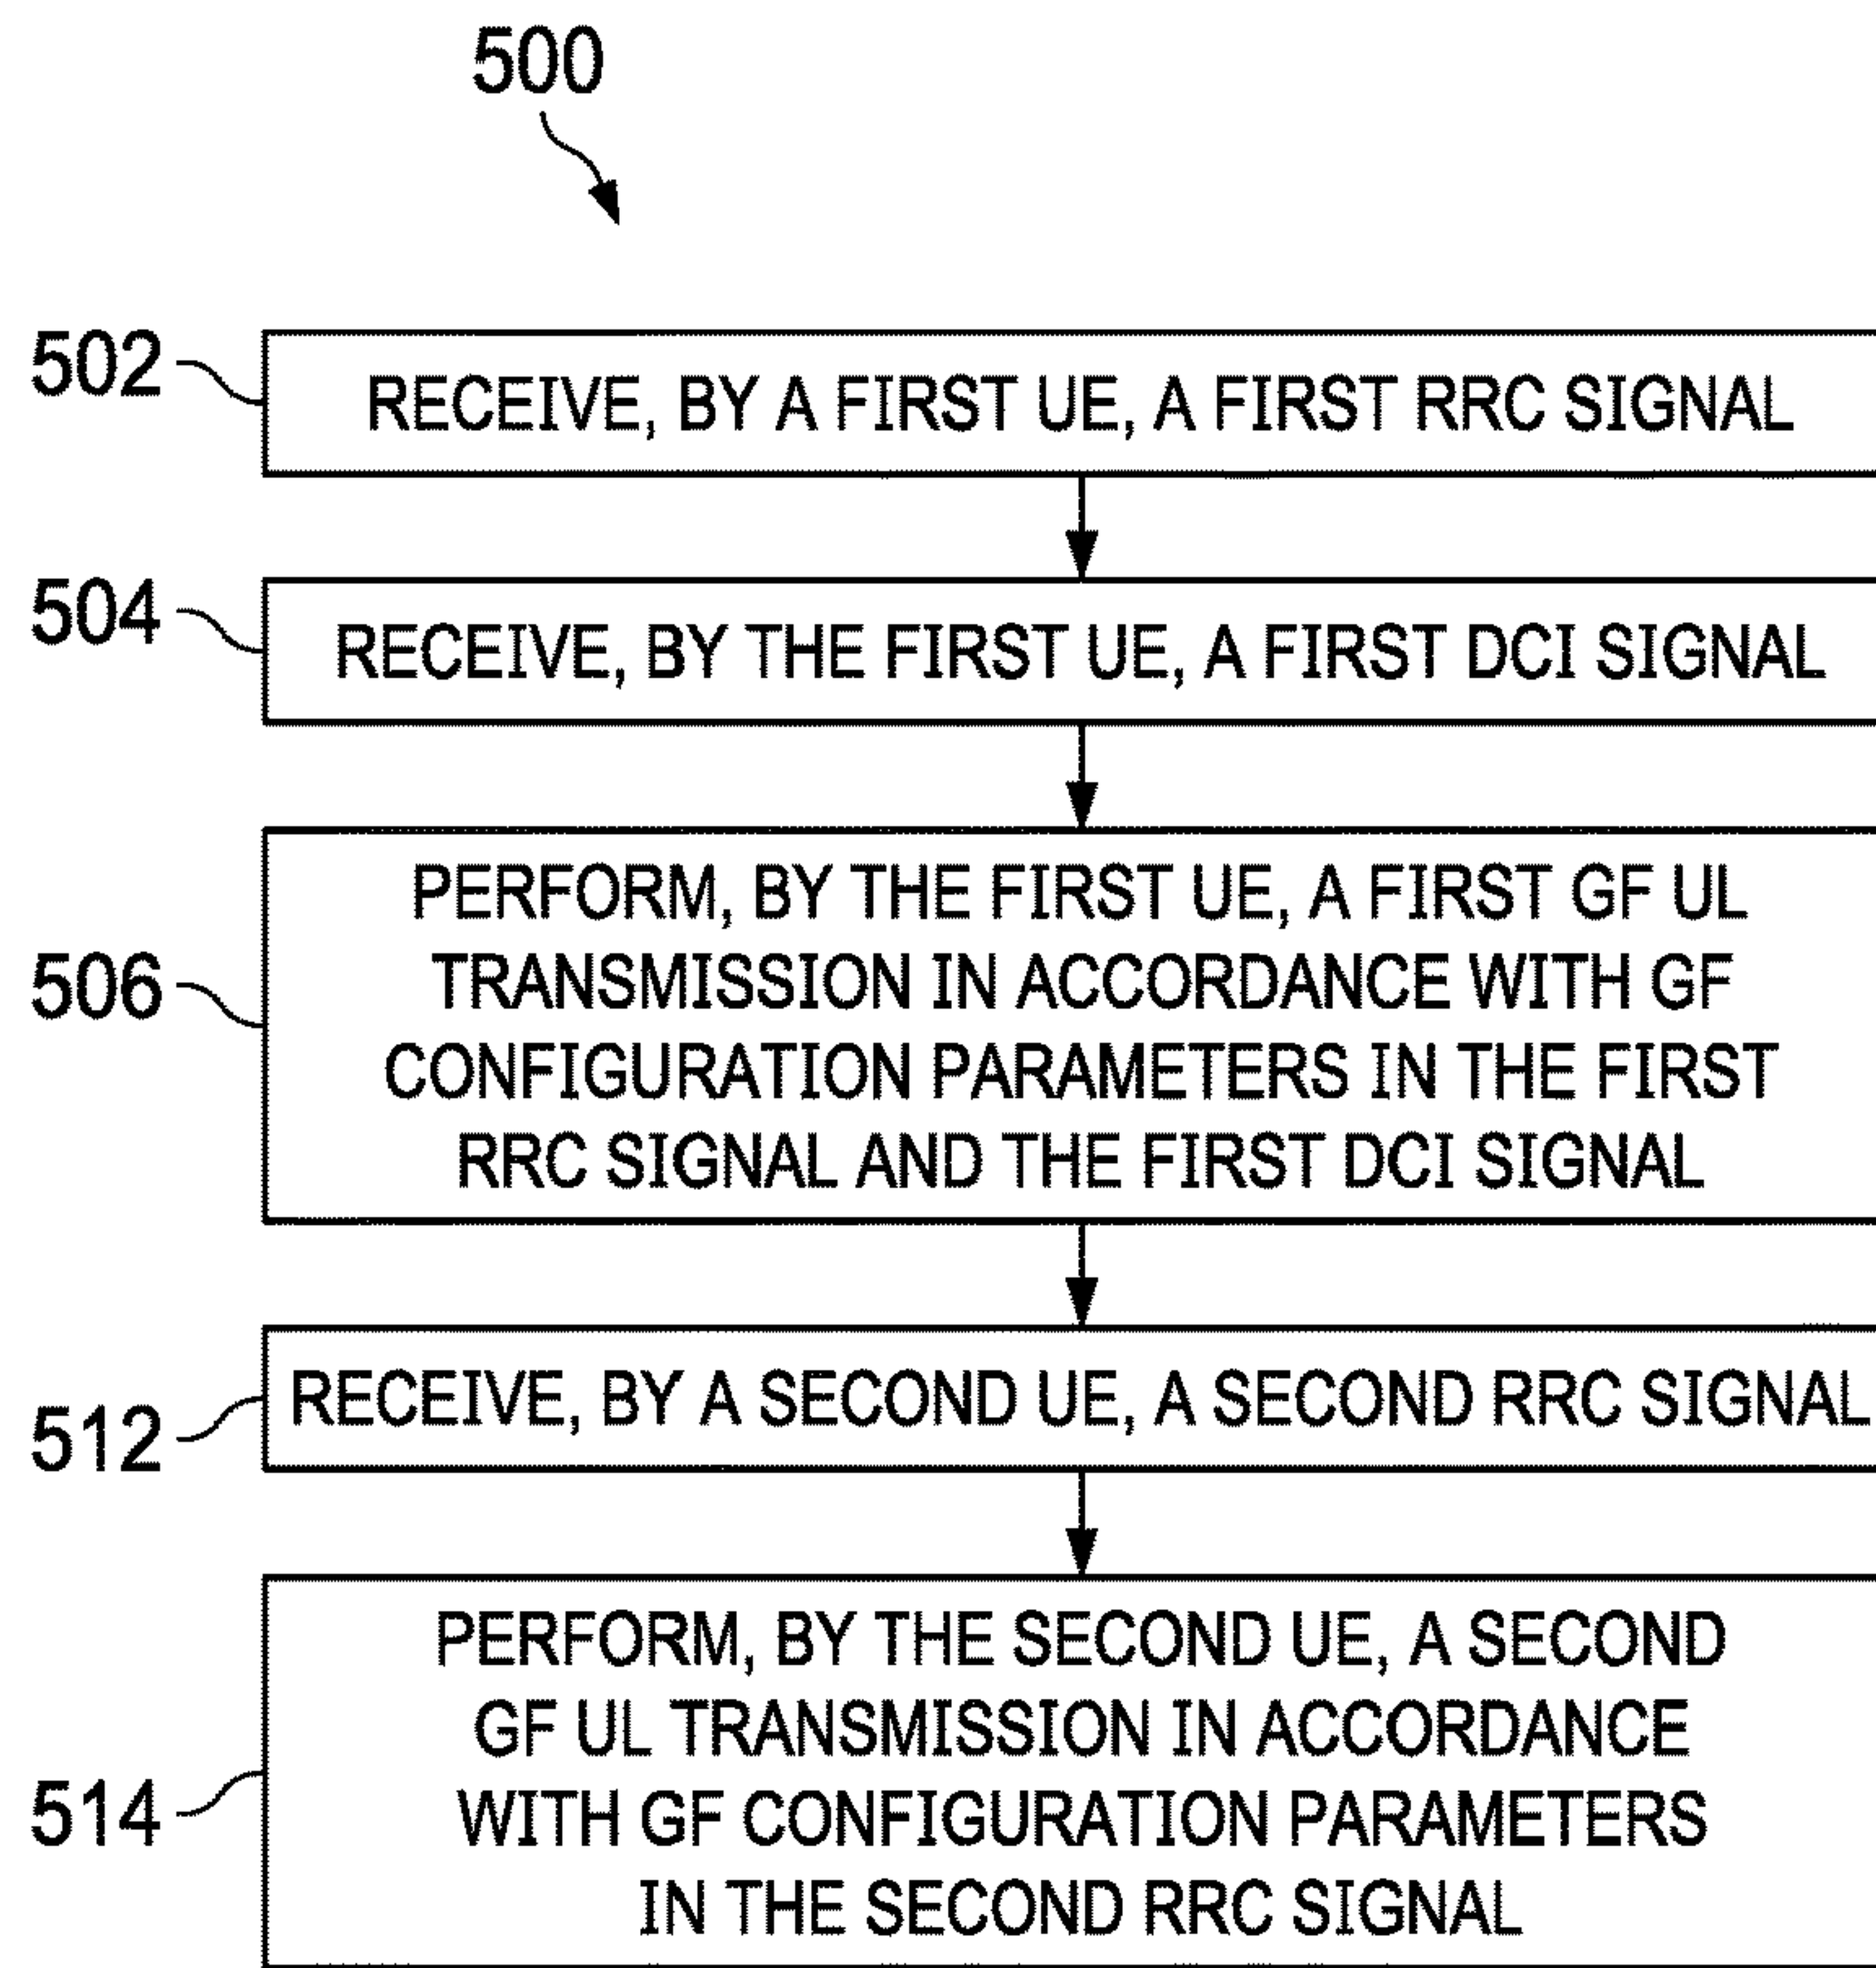 500
502
RECEIVE, BY A FIRST UE, A FIRST RRC SIGNAL
504
RECEIVE, BY THE FIRST UE, A FIRST DCI SIGNAL
506
PERFORM, BY THE FIRST UE, A FIRST GF UL
TRANSMISSION IN ACCORDANCE WITH GF
CONFIGURATION PARAMETERS IN THE FIRST
RRC SIGNAL AND THE FIRST DCI SIGNAL
512
RECEIVE, BY A SECOND UE, A SECOND RRC SIGNAL
514
PERFORM, BY THE SECOND UE, A SECOND
GF UL TRANSMISSION IN ACCORDANCE
WITH GF CONFIGURATION PARAMETERS
IN THE SECOND RRC SIGNAL